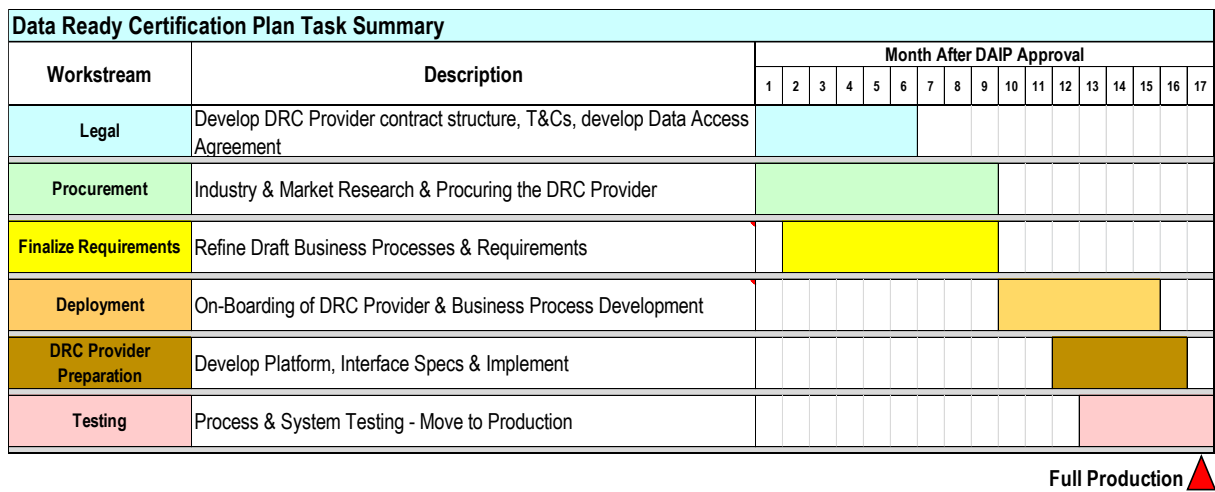 Data Ready Certification Plan Task Summary
Workstream
Description
Month After DAIP Approval
1 2 3 4 5 6 7 8 9 10 11 12 13 14 15 16 17
Legal
Develop DRC Provider contract structure, T&Cs, develop Data Access
Agreement
Procurement
Industry & Market Research & Procuring the DRC Provider
Finalize Requirements
Refine Draft Business Processes & Requirements
Deployment
On-Boarding of DRC Provider & Business Process Development
DRC Provider
Preparation
Develop Platform, Interface Specs & Implement
Testing
Process & System Testing - Move to Production
Full Production